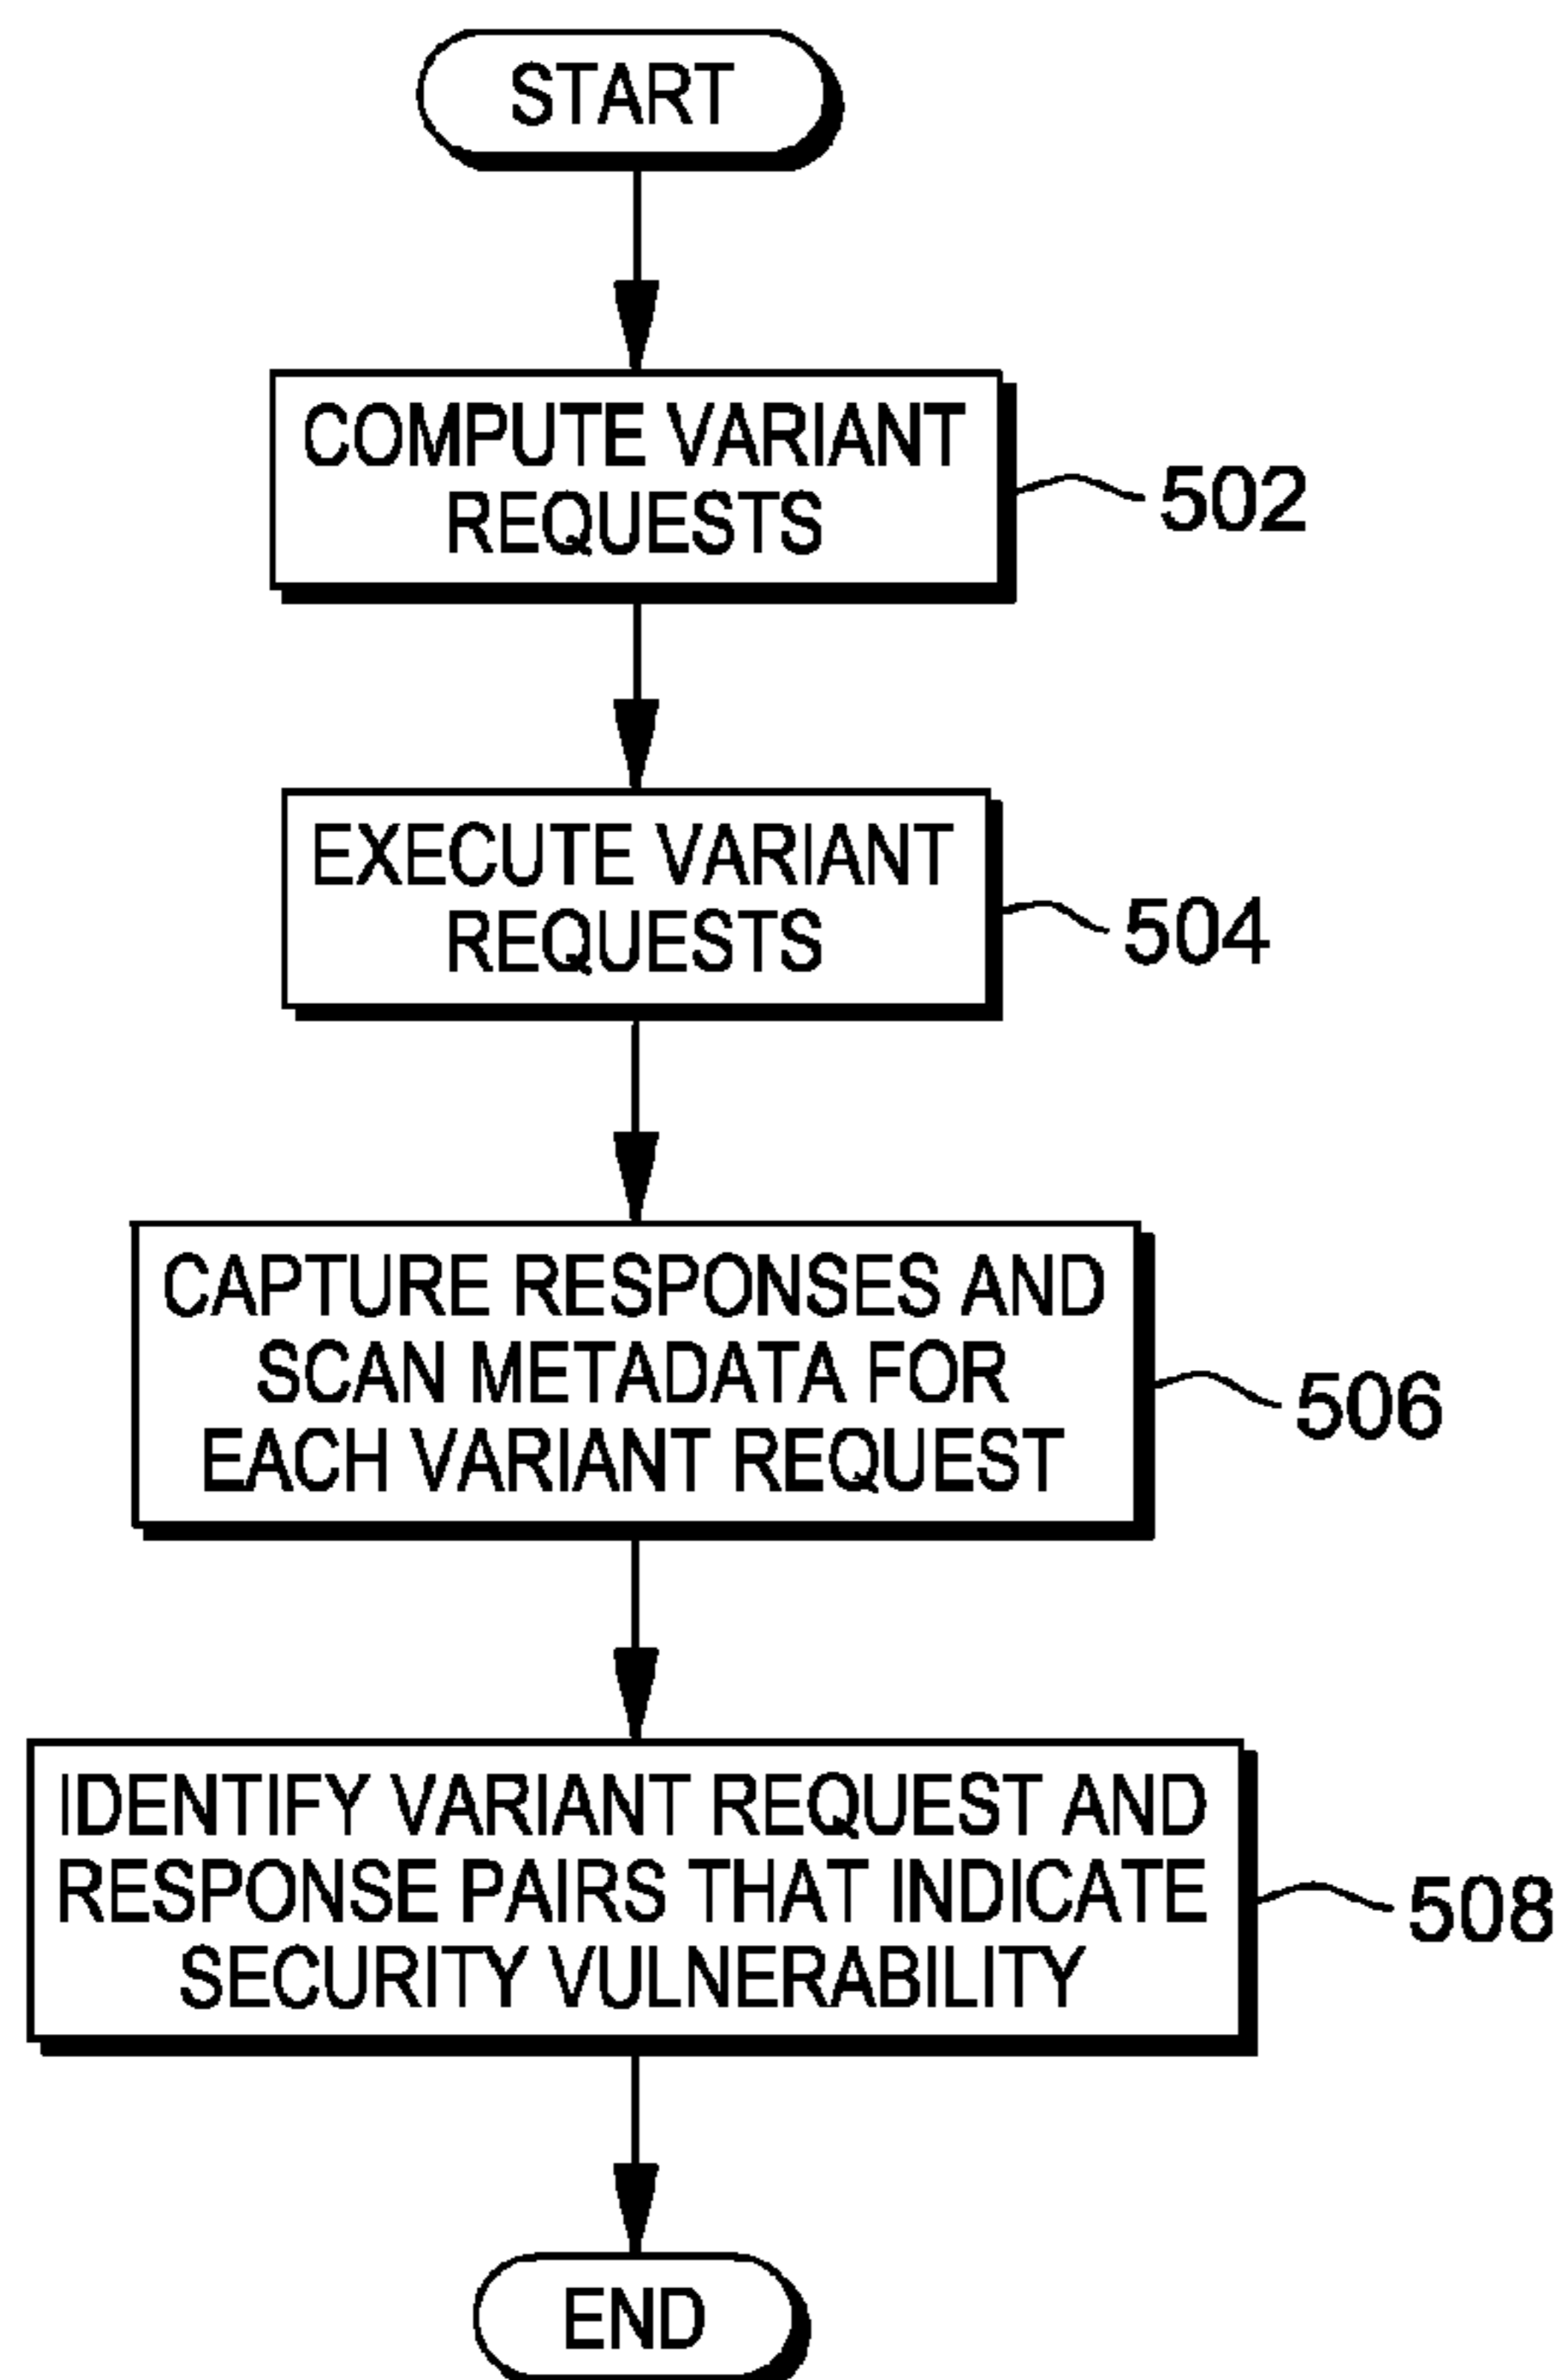 START
COMPUTE VARIANT
REQUESTS
502
EXECUTE VARIANT
REQUESTS
504
CAPTURE RESPONSES AND
SCAN METADATA FOR
EACH VARIANT REQUEST
506
IDENTIFY VARIANT REQUEST AND
RESPONSE PAIRS THAT INDICATE
SECURITY VULNERABILITY
508
END